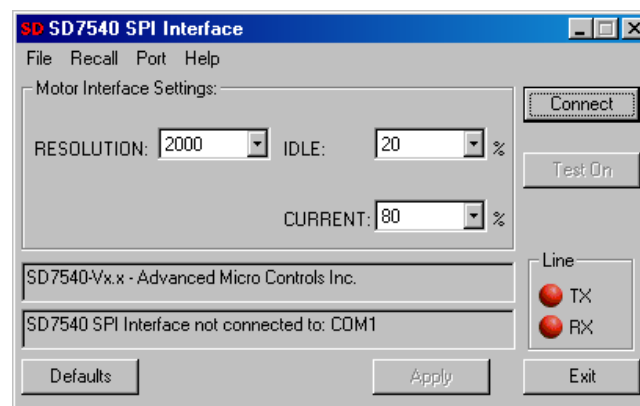 SD SD7540 SPI Interface
File Recall Port Help
Motor Interface Settings:
Connect
RESOLUTION: 2000 IDLE: 20 %
Test On
CURRENT: 80 %
Line
SD7540-Vx.x - Advanced Micro Controls Inc.
TX
SD7540 SPI Interface not connected to: COM1
RX
Defaults Apply Exit